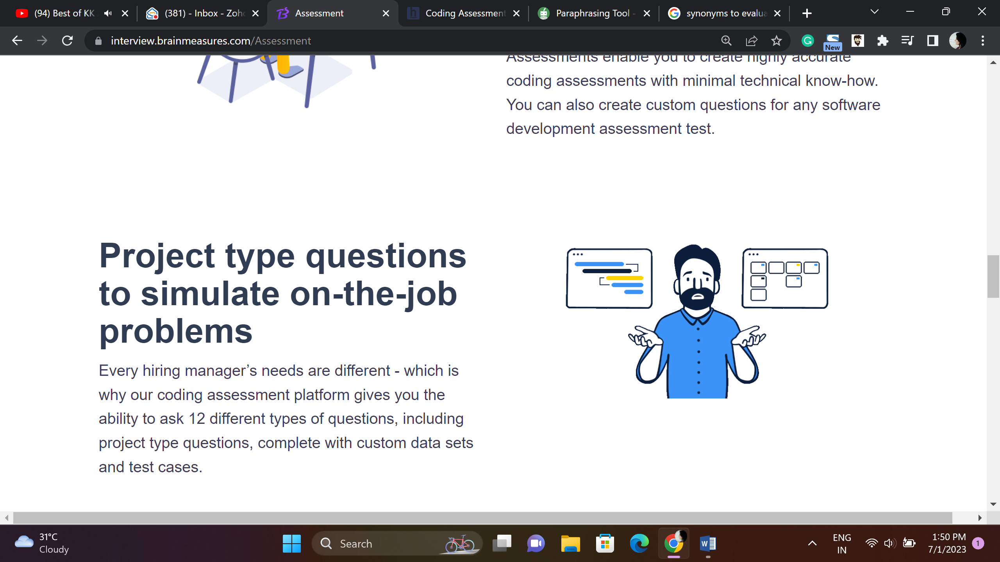 (94) Best of KK
(381) - Inbox - Zoho
Assessment
Coding Assessment
Paraphrasing Tool -
synonyms to evalua
interview.brainmeasures.com/Assessment
New
Assessments enable you to create highly accurate
coding assessments with minimal technical know-how.
You can also create custom questions for any software
development assessment test.
Project type questions
to simulate on-the-job
problems
Every hiring manager’s needs are different - which is
why our coding assessment platform gives you the
ability to ask 12 different types of questions, including
project type questions, complete with custom data sets
and test cases.
31°C
Cloudy
Search
ENG
IN
1:50 PM
7/1/2023
1